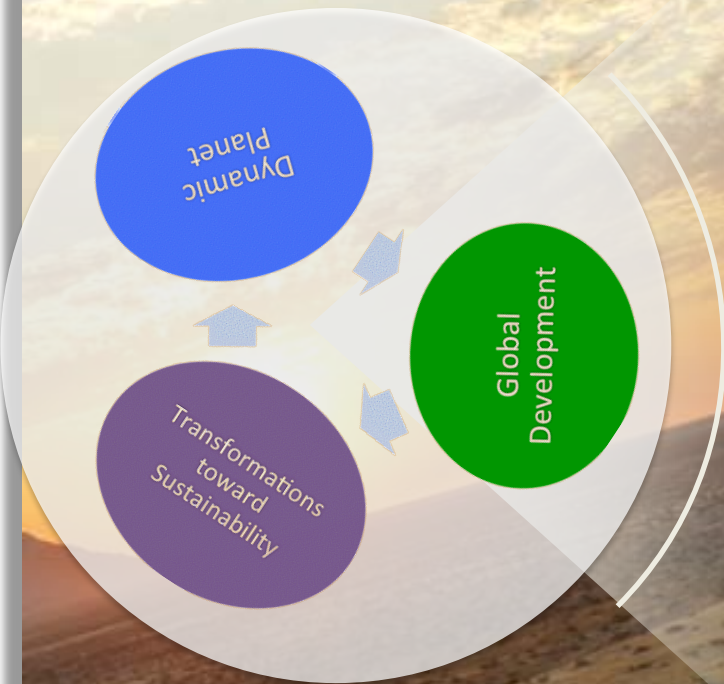 Dynamic
Planet
Global
Development
Transformations
toward
Sustainability